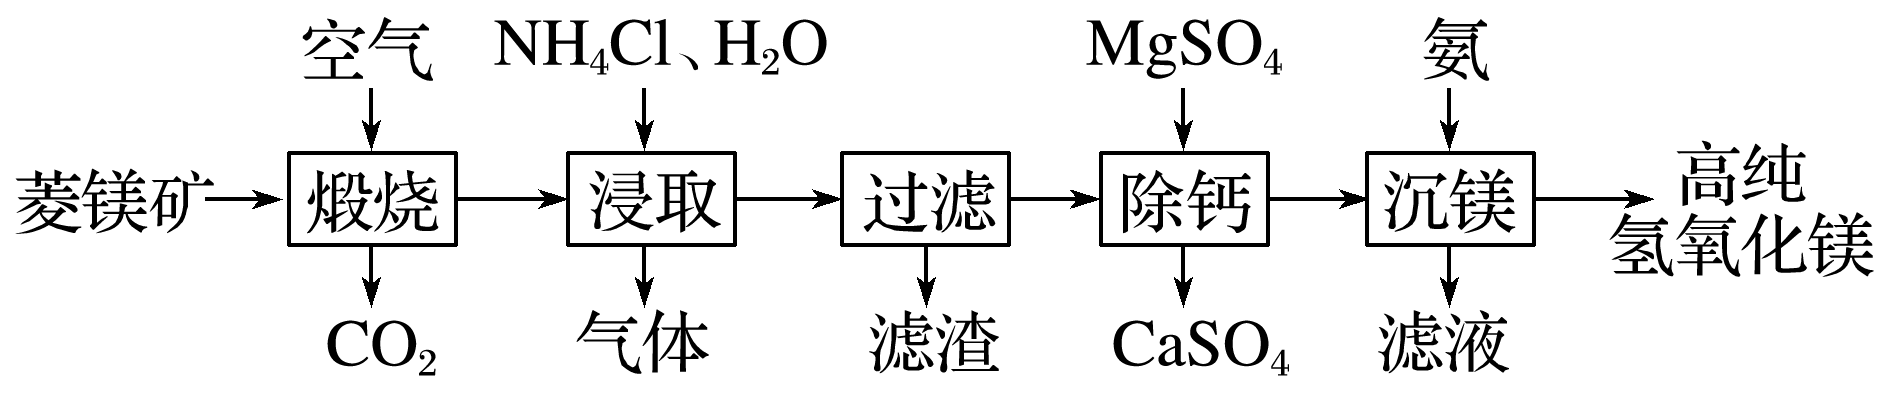 空气
NH₄Cl、H₂O
MgSO₄
氨
菱镁矿
煅烧
浸取
过滤
除钙
沉镁
高纯
氢氧化镁
CO₂
气体
滤渣
CaSO₄
滤液